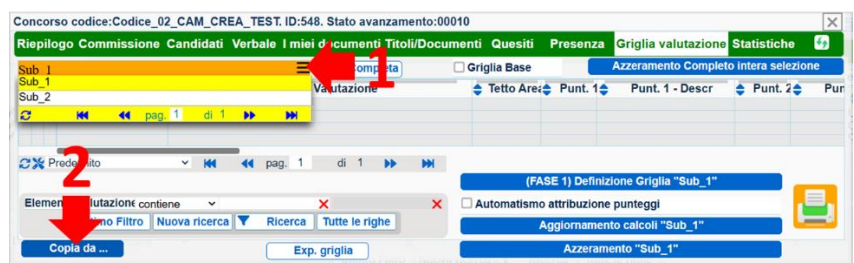 Concorso codice:Codice_02_CAM_CREA_TEST. ID:548. Stato avanzamento:00010
Riepilogo Commissione Candidati Verbale I miei documenti Titoli/Documenti Quesiti Presenza Griglia valutazione Statistiche
1
Sub_1 Completa Griglia Base Azzeramento Completo intera selezione
Sub_1 Valutazione Tetto Area Punt. 1 Punt. 1 - Descr Punt. 2 Pun
Sub_2
pag. 1 di 1
pag. 1 di 1
2
(FASE 1) Definizione Griglia "Sub_1"
contiene Automatismo attribuzione punteggi
Filtro Nuova ricerca Ricerca Tutte le righe Aggiornamento calcoli "Sub_1"
Copia da ... Exp. griglia Azzeramento "Sub_1"